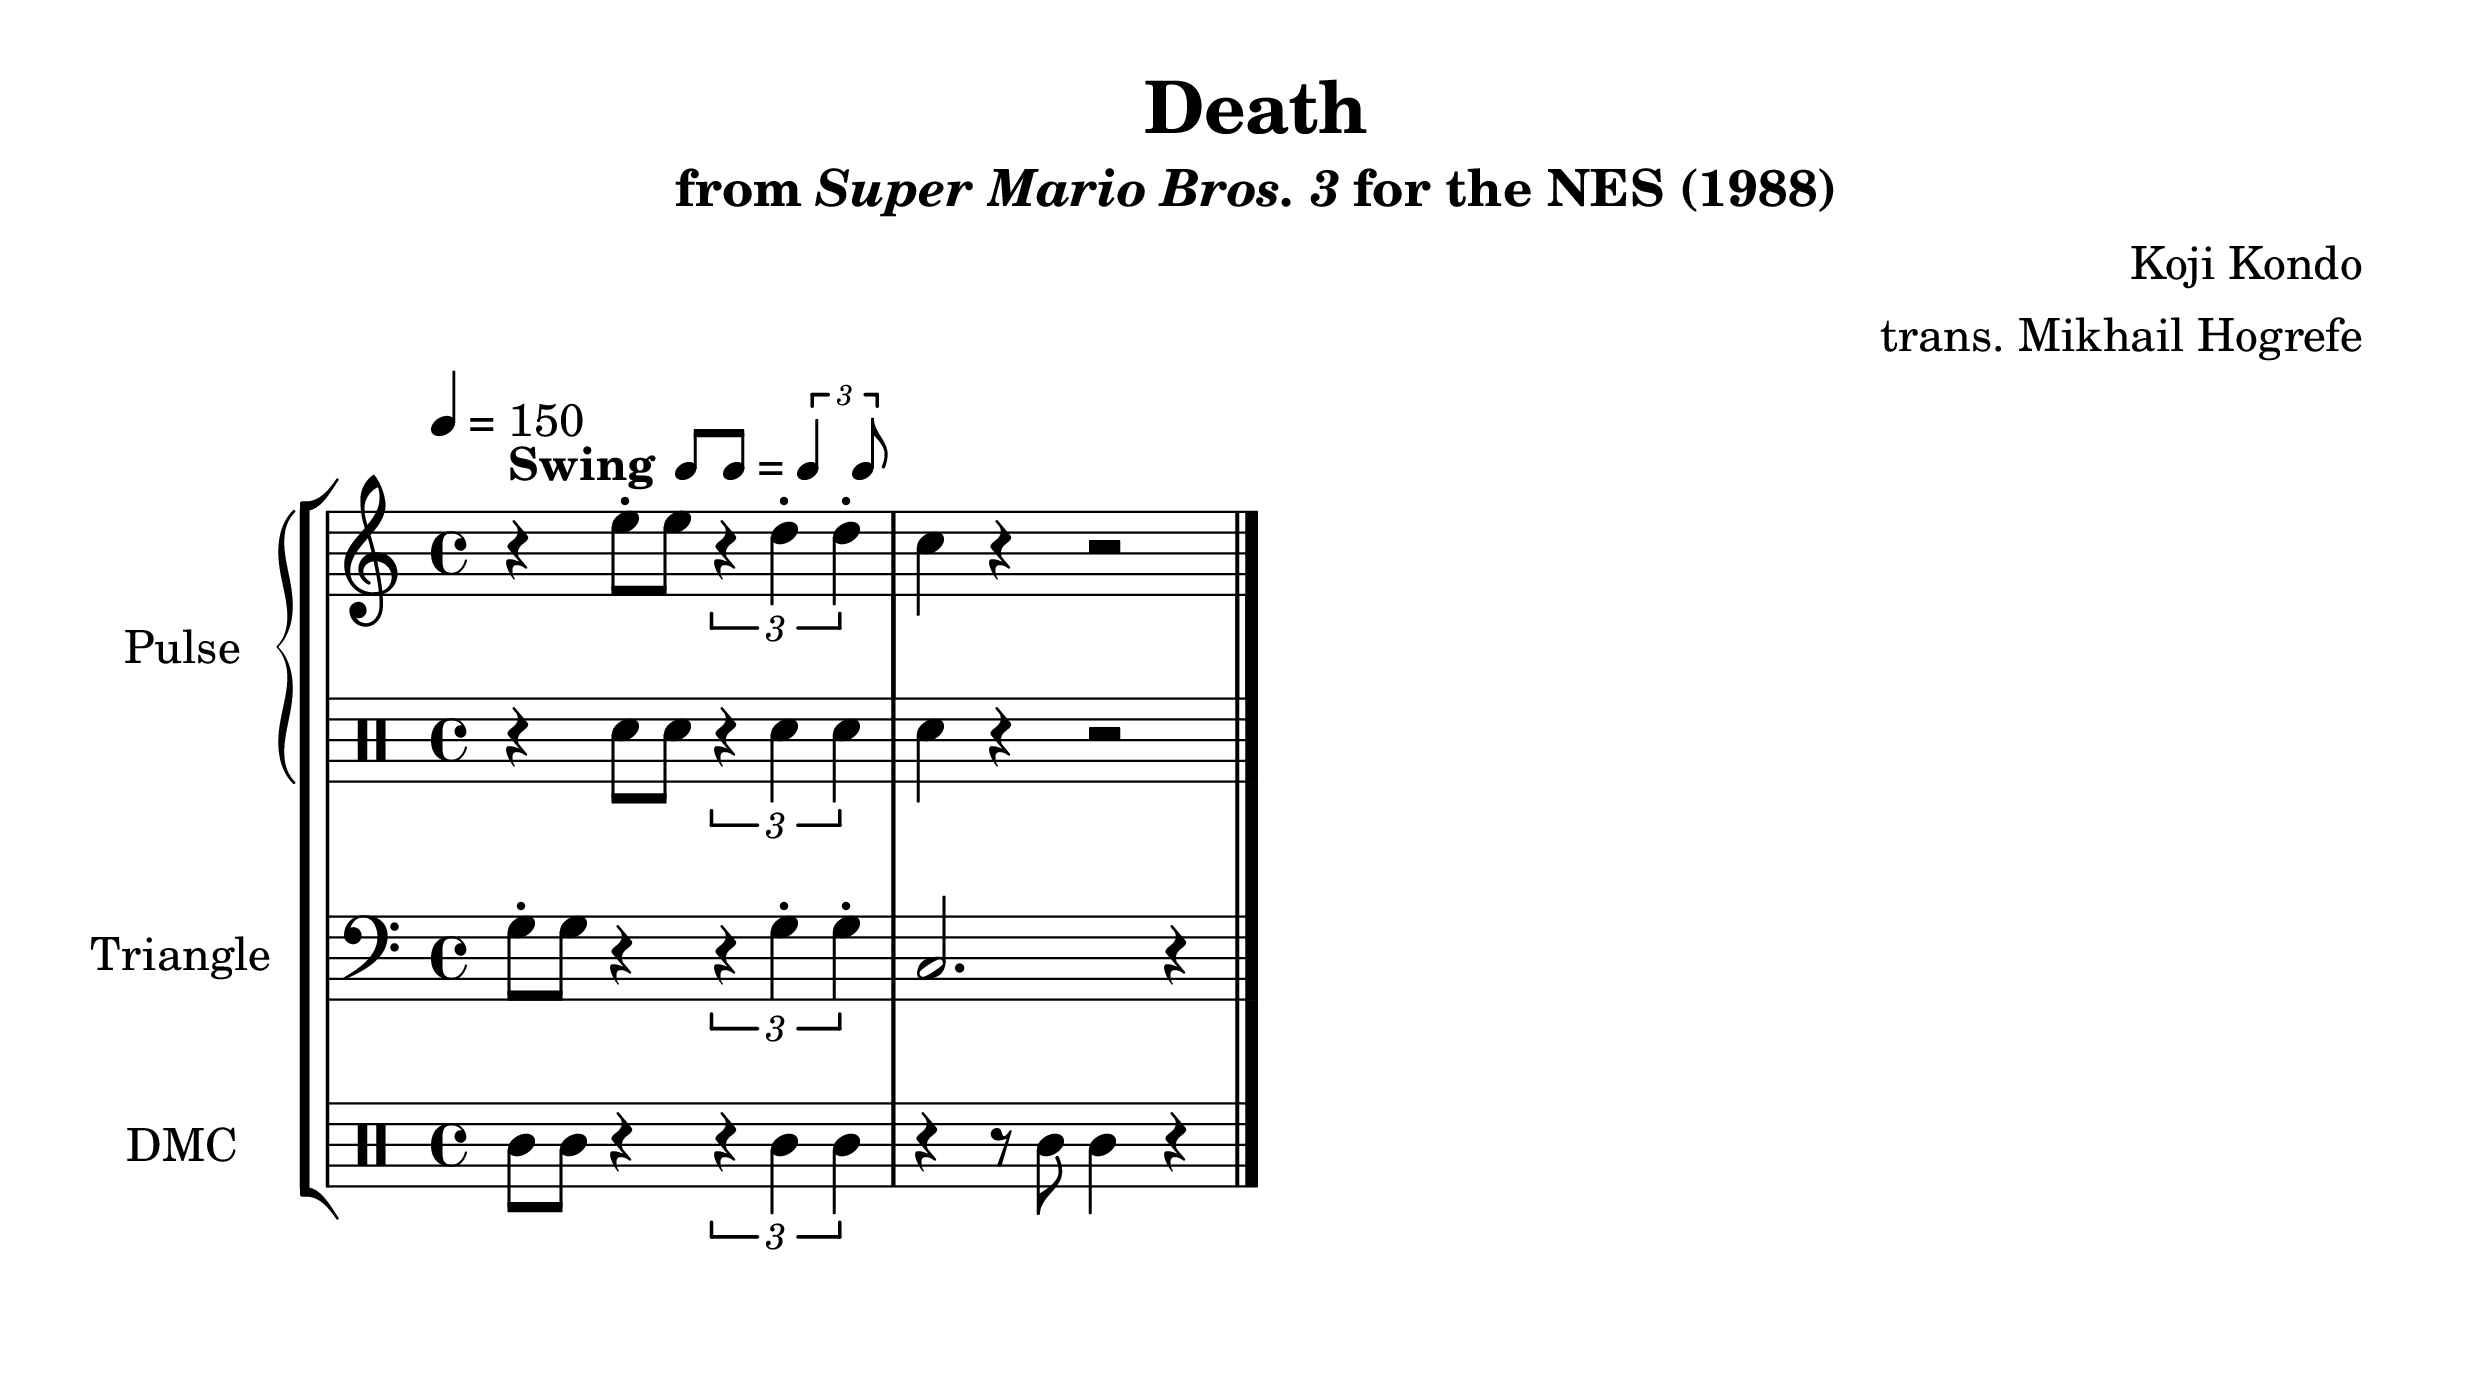 Death
from Super Mario Bros. 3 for the NES (1988)
Koji Kondo
trans. Mikhail Hogrefe
= 150
Swing = 3
Pulse
3
3
Triangle
3
DMC
3